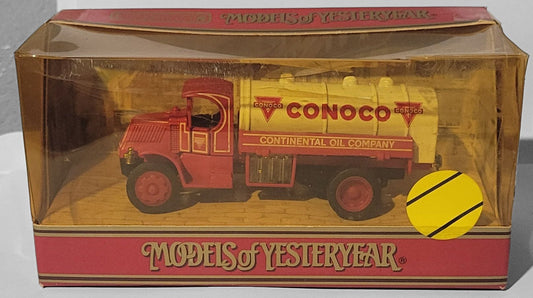 MODELS of YESTERYEAR®
CONOCO CONOCO CONOCO
CONTINENTAL OIL COMPANY
MODELS of YESTERYEAR®